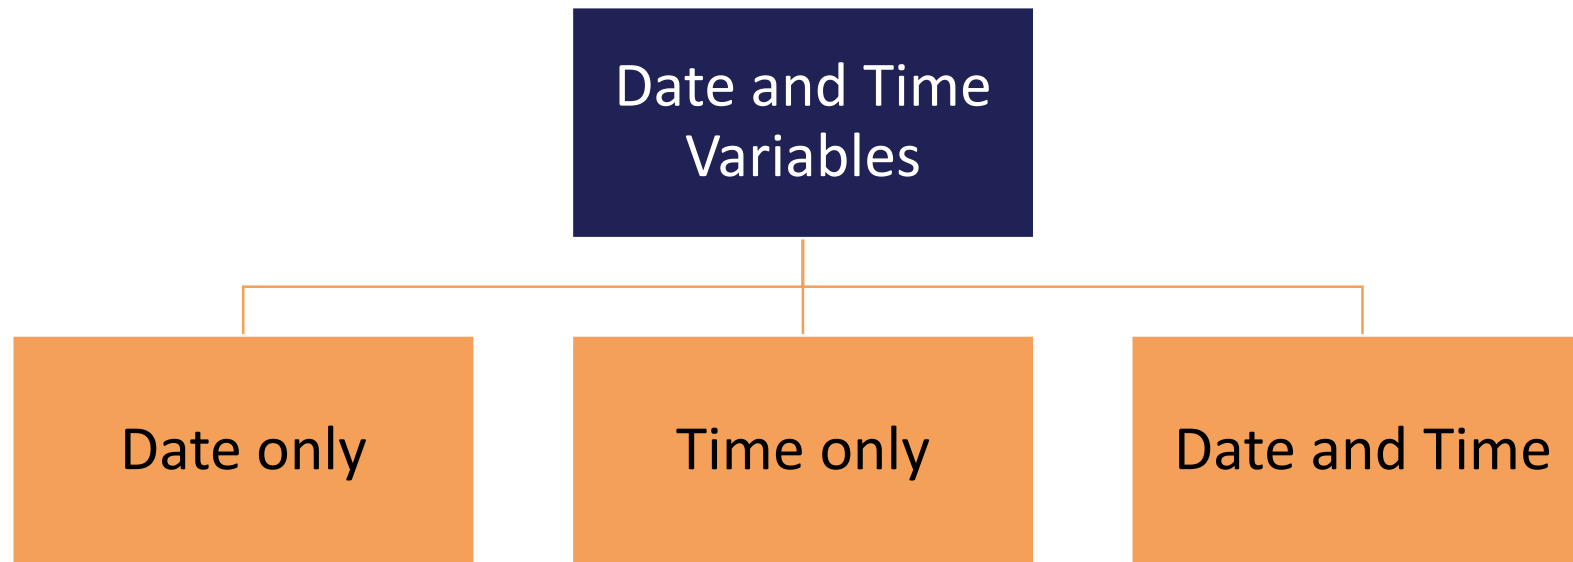 Date and Time
Variables
Date only
Time only
Date and Time